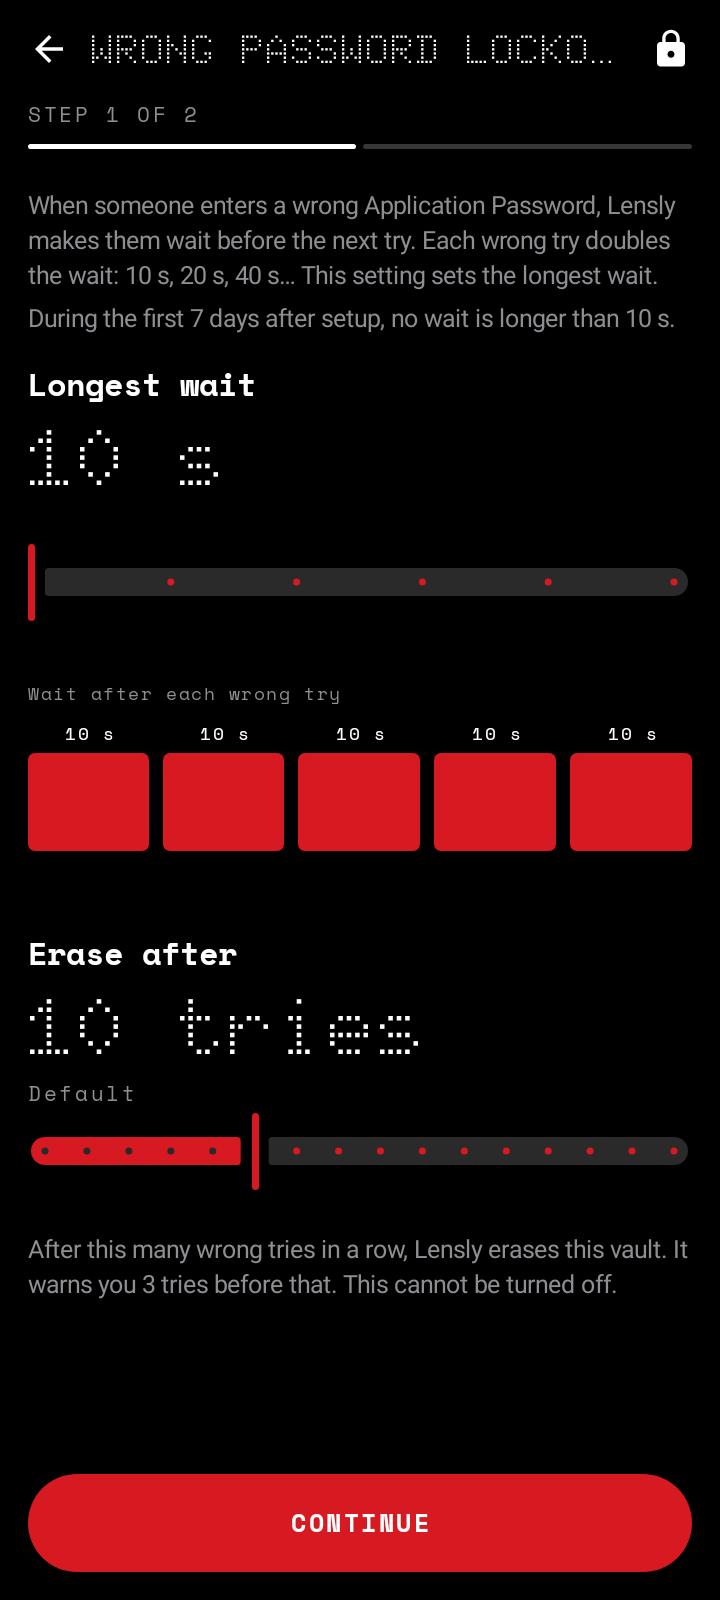 WRONG PASSWORD LOCKO...
STEP 1 OF 2
When someone enters a wrong Application Password, Lensly
makes them wait before the next try. Each wrong try doubles
the wait: 10 s, 20 s, 40 s... This setting sets the longest wait.
During the first 7 days after setup, no wait is longer than 10 s.
Longest wait
10 s
Wait after each wrong try
10 s 10 s 10 s 10 s 10 s
Erase after
10 tries
Default
After this many wrong tries in a row, Lensly erases this vault. It
warns you 3 tries before that. This cannot be turned off.
CONTINUE